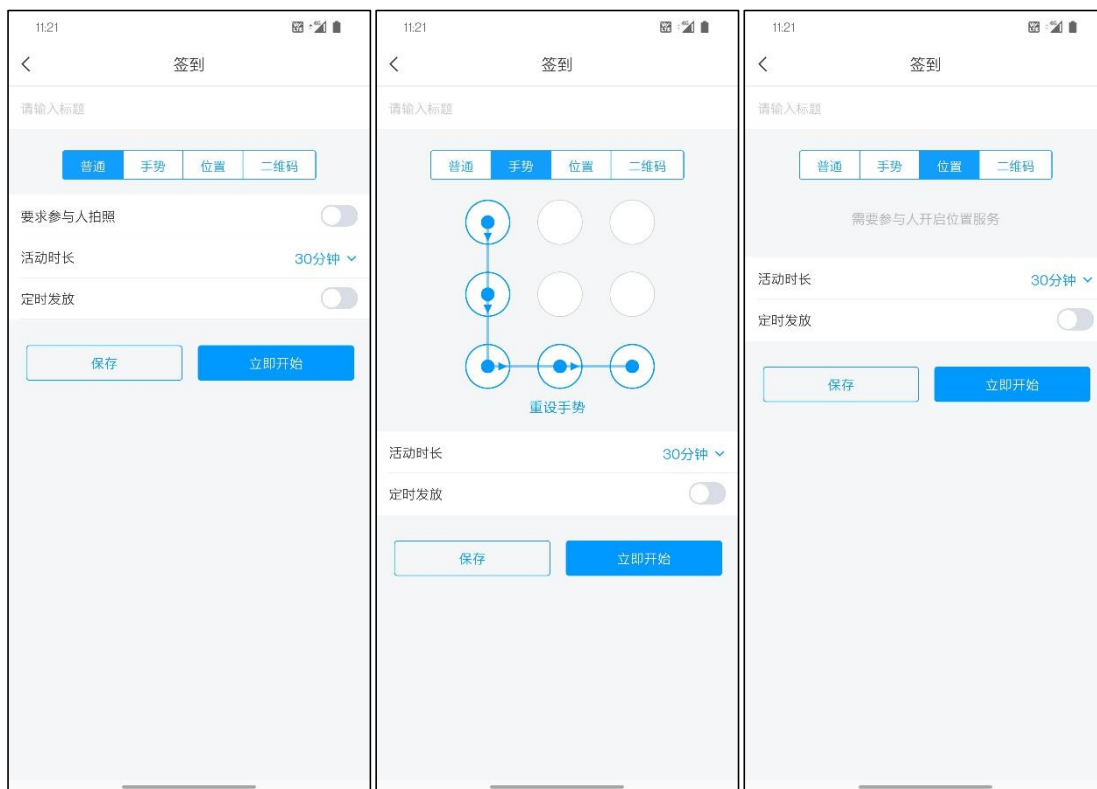 11:21
签到
请输入标题
普通 手势 位置 二维码
要求参与人拍照
活动时长 30分钟
定时发放
保存 立即开始
11:21
签到
请输入标题
普通 手势 位置 二维码
重设手势
活动时长 30分钟
定时发放
保存 立即开始
11:21
签到
请输入标题
普通 手势 位置 二维码
需要参与人开启位置服务
活动时长 30分钟
定时发放
保存 立即开始